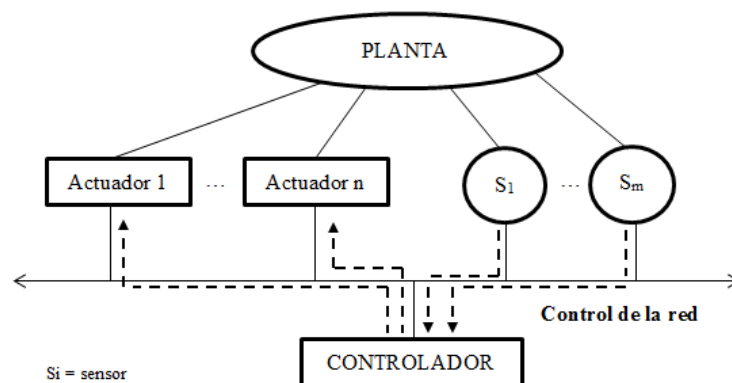 PLANTA
Actuador 1 ... Actuador n S1 ... Sm
Control de la red
CONTROLADOR
Si = sensor